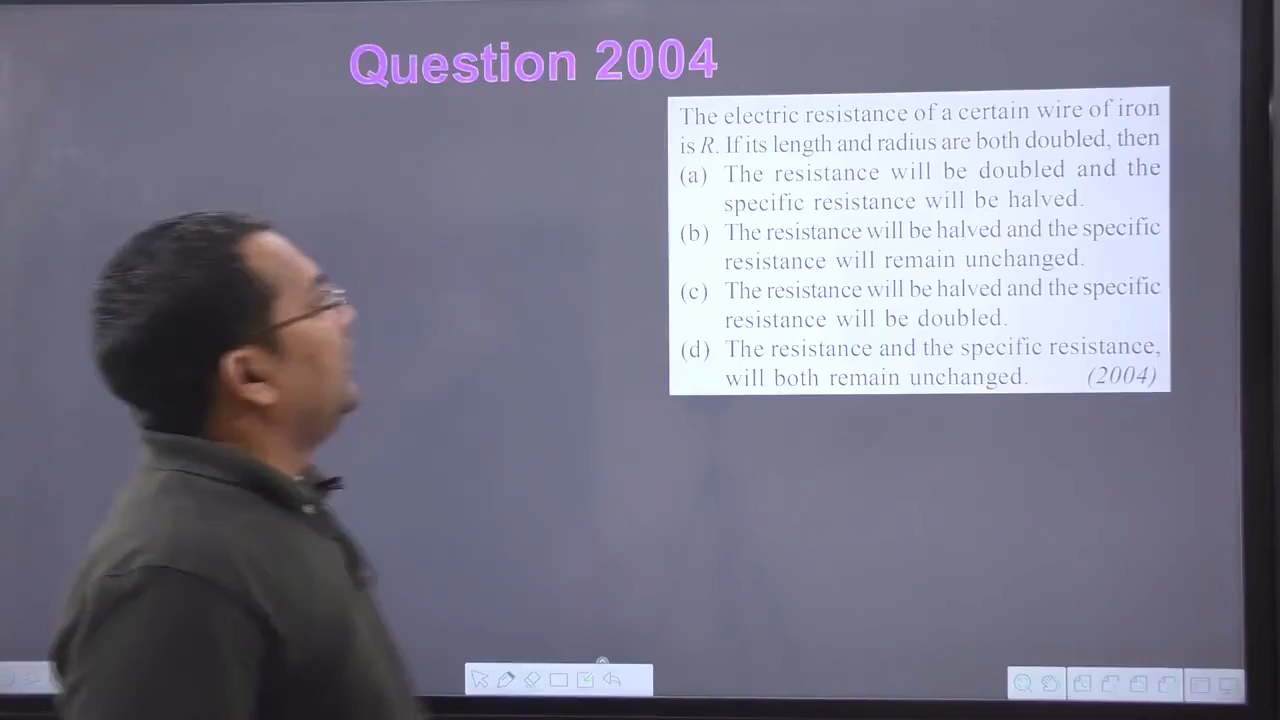 Question 2004
The electric resistance of a certain wire of iron
is R. If its length and radius are both doubled, then
(a) The resistance will be doubled and the
specific resistance will be halved.
(b) The resistance will be halved and the specific
resistance will remain unchanged.
(c) The resistance will be halved and the specific
resistance will be doubled.
(d) The resistance and the specific resistance,
will both remain unchanged. (2004)